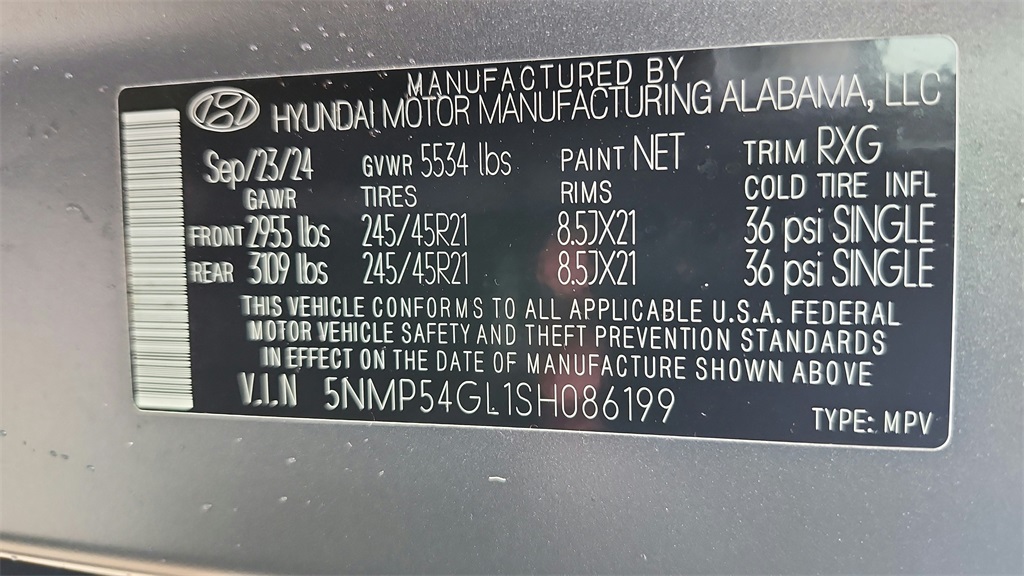 MANUFACTURED BY
HYUNDAI MOTOR MANUFACTURING ALABAMA, LLC
Sep/23/24 GVWR 5534 lbs PAINT NET TRIM RXG
GAWR TIRES RIMS COLD TIRE INFL
FRONT 2955 lbs 245/45R21 8.5JX21 36 psi SINGLE
REAR 3109 lbs 245/45R21 8.5JX21 36 psi SINGLE
THIS VEHICLE CONFORMS TO ALL APPLICABLE U.S.A. FEDERAL
MOTOR VEHICLE SAFETY AND THEFT PREVENTION STANDARDS
IN EFFECT ON THE DATE OF MANUFACTURE SHOWN ABOVE
V.I.N 5NMP54GL1SH086199
TYPE: MPV